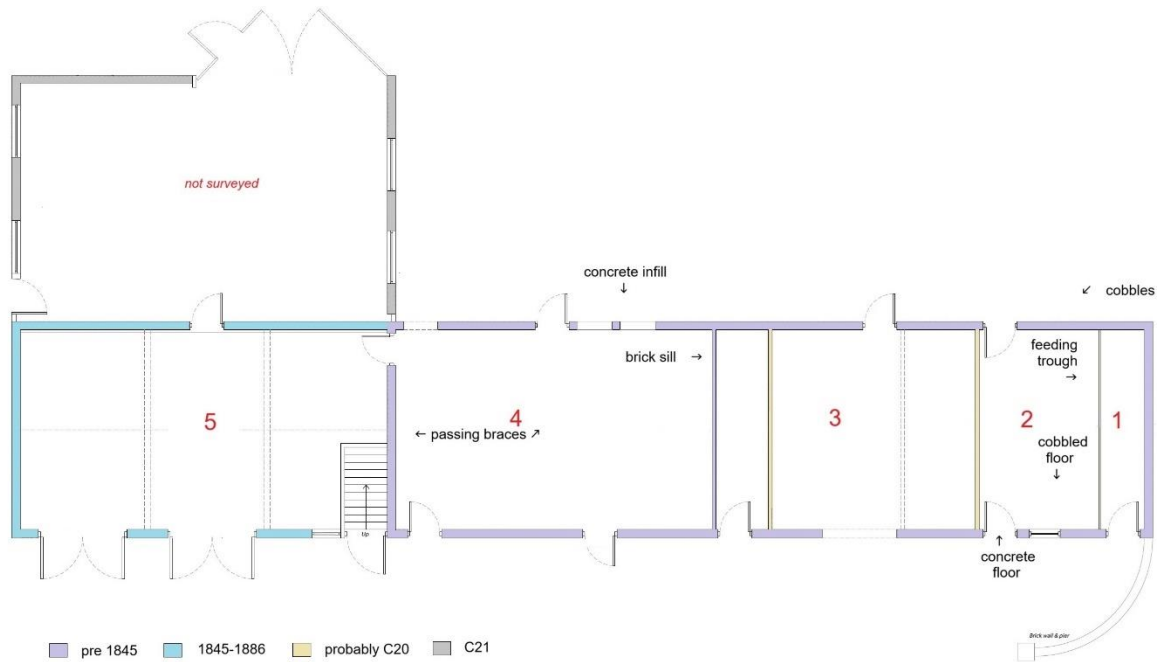 not surveyed
concrete infill
↓
↙ cobbles
brick sill →
feeding
trough
→
5
4
3
2
1
← passing braces ↗
cobbled
floor
↓
Up
↑
concrete
floor
Brick wall & pier
pre 1845
1845-1886
probably C20
C21